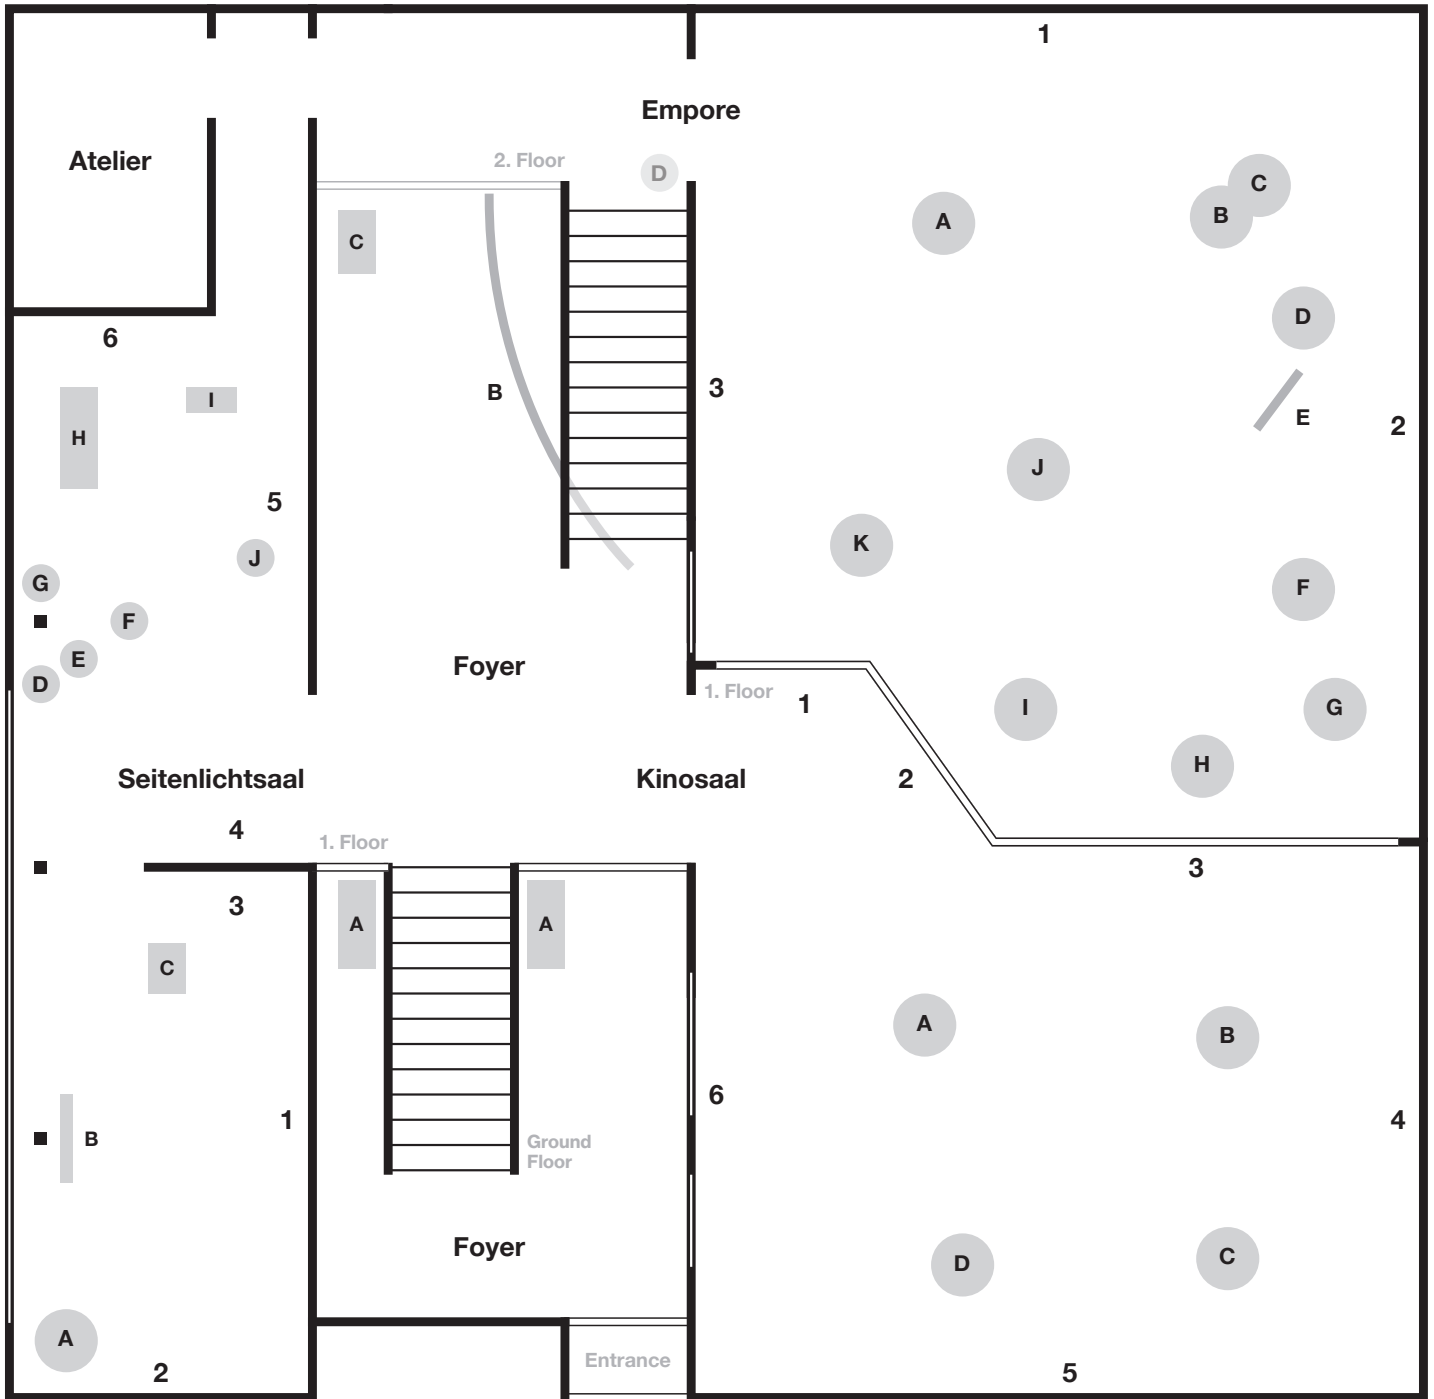 1
Empore
Atelier
2. Floor
D
C
B
A
C
D
6
I
H
B
3
E
2
5
J
K
J
G
F
F
E
D
Foyer
1. Floor
1
I
G
H
Seitenlichtsaal
Kinosaal
2
4
1. Floor
3
3
A
A
C
A
B
6
1
4
B
Ground
Floor
Foyer
D
C
A
Entrance
2
5